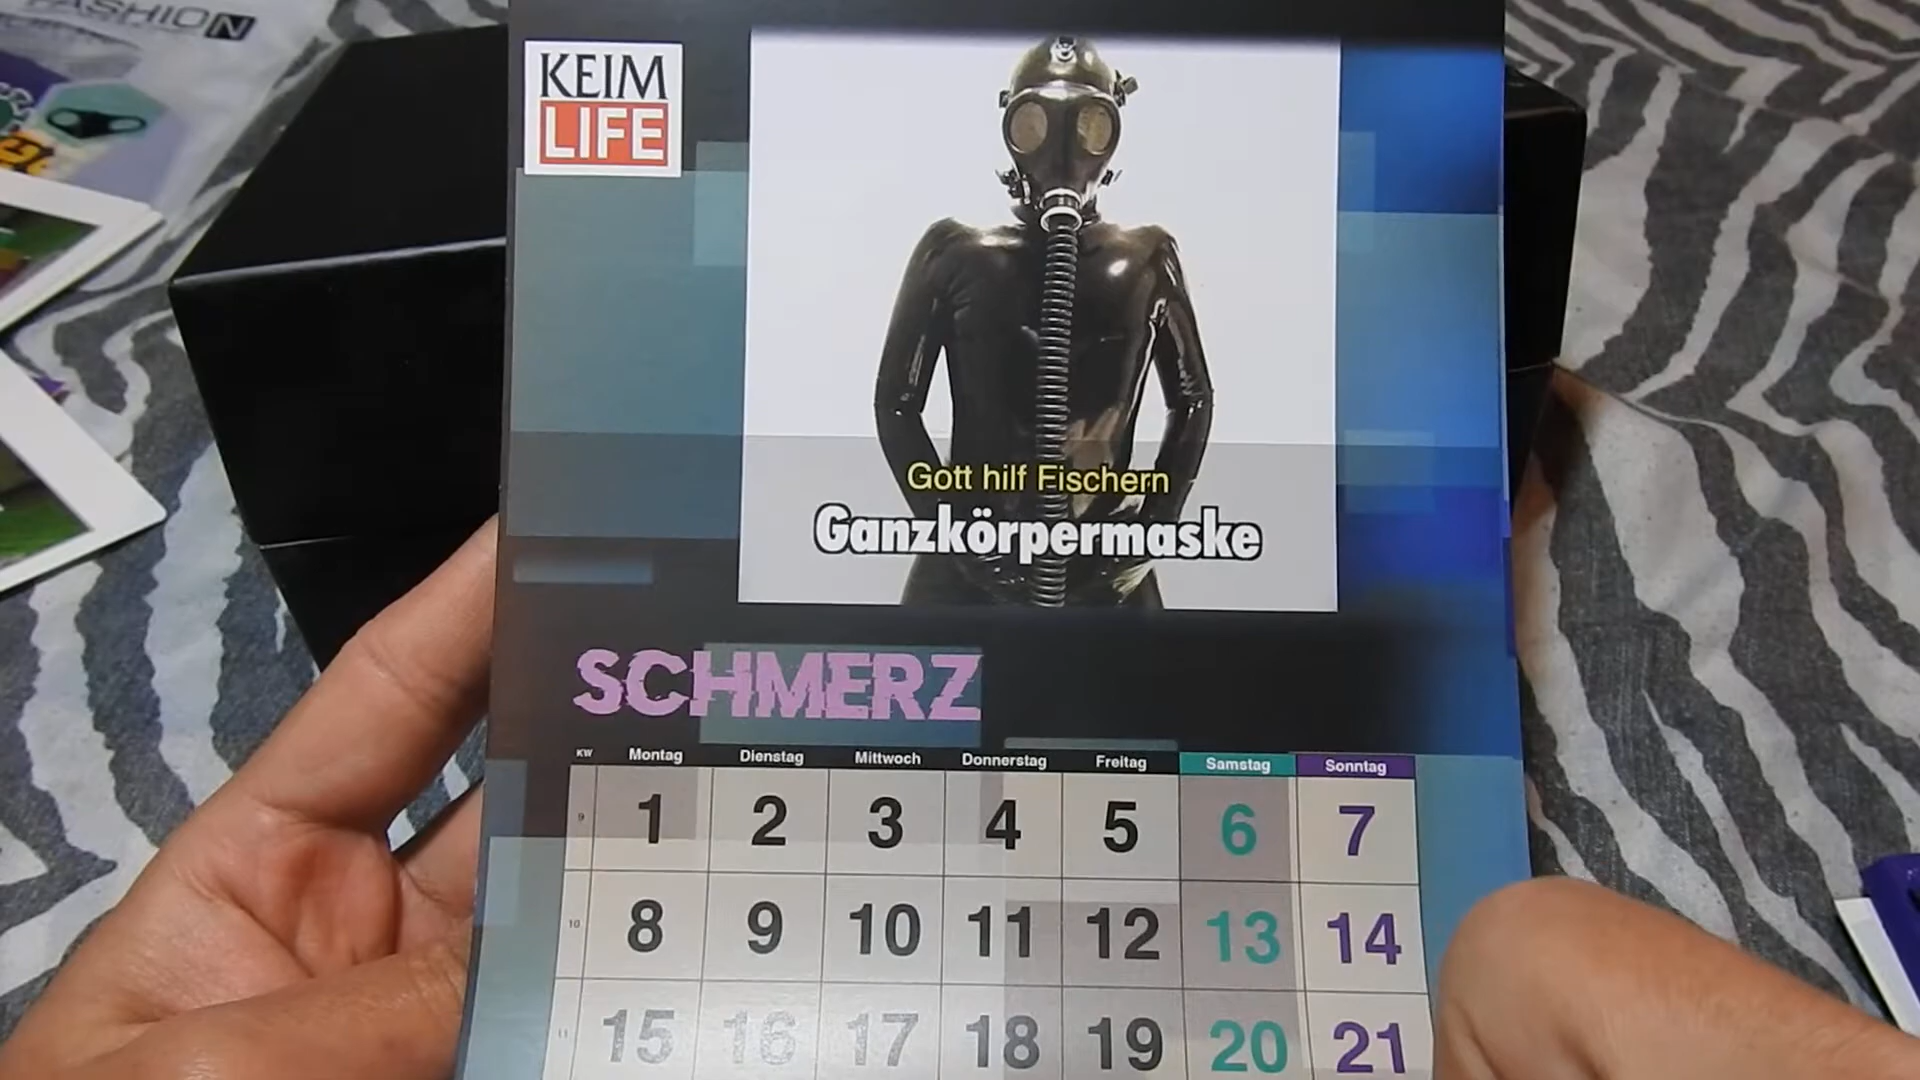 FASHION
KEIM
LIFE
Gott hilf Fischern
Ganzkörpermaske
SCHMERZ
KW Montag Dienstag Mittwoch Donnerstag Freitag Samstag Sonntag
9 1 2 3 4 5 6 7
10 8 9 10 11 12 13 14
11 15 16 17 18 19 20 21